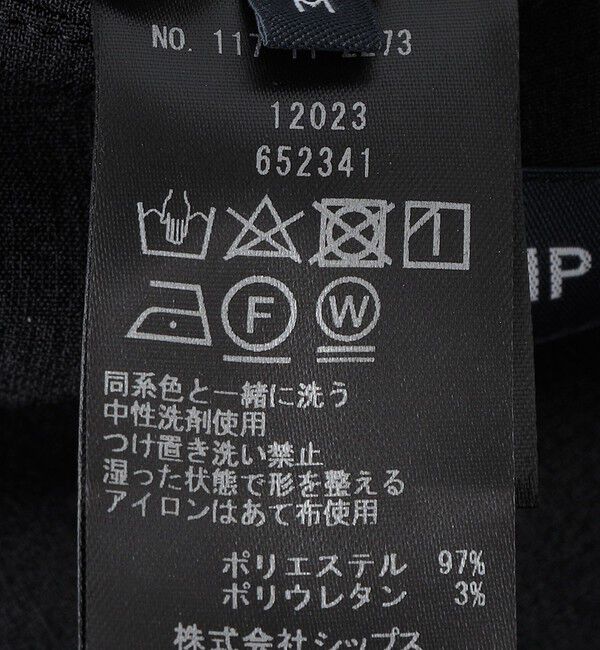 M
NO. 117
73
12023
652341
F
W
同系色と一緒に洗う
中性洗剤使用
つけ置き洗い禁止
湿った状態で形を整える
アイロンはあて布使用
ポリエステル 97%
ポリウレタン 3%
株式会社シップス